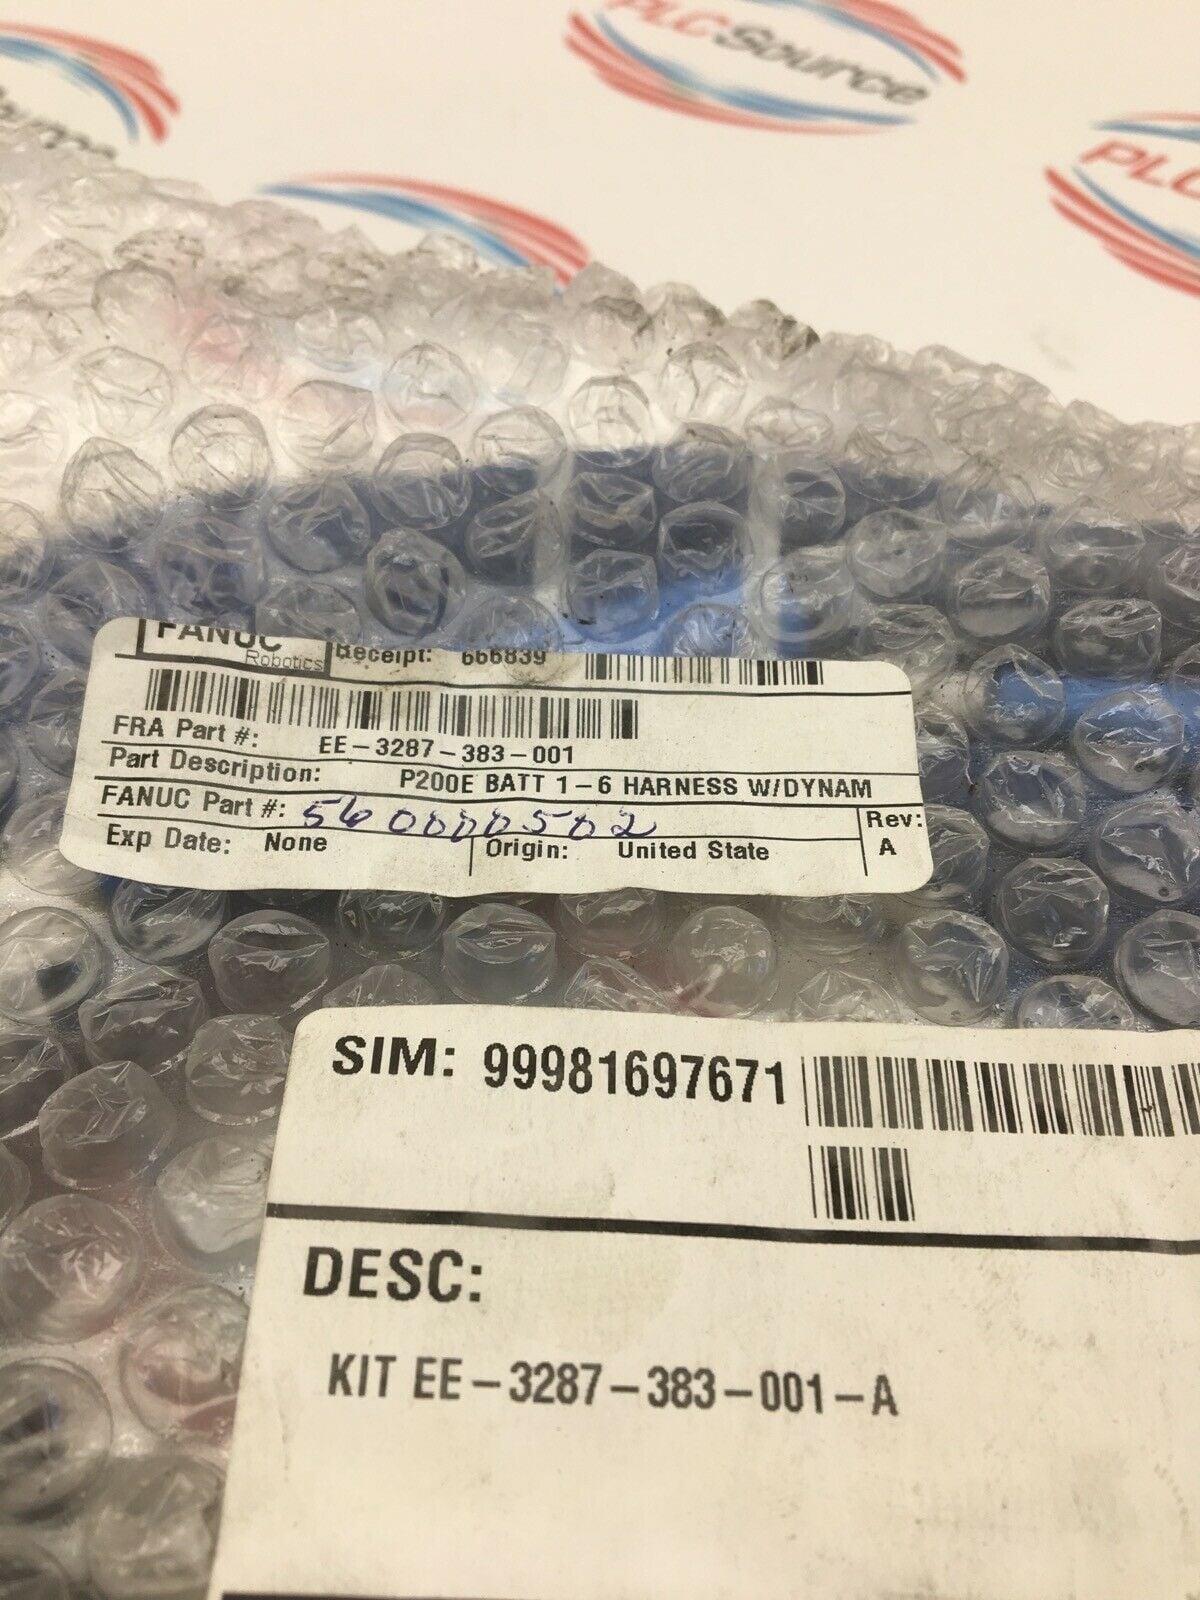 PLCSource
PLC
FANUC
Robotics
Receipt: 666839
FRA Part #: EE-3287-383-001
Part Description: P200E BATT 1-6 HARNESS W/DYNAM
FANUC Part #: 560000502
Rev:
A
Exp Date: None
Origin: United State
SIM: 99981697671
DESC:
KIT EE-3287-383-001-A